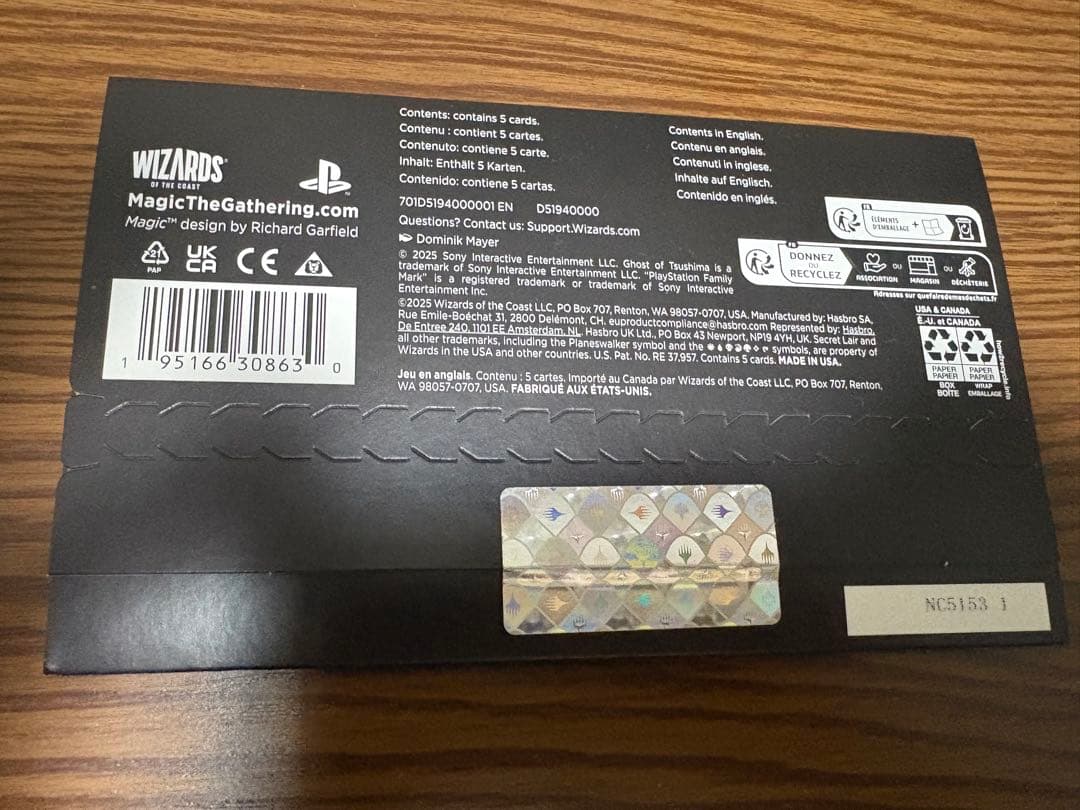 WIZARDS®
OF THE COAST
MagicTheGathering.com
Magic™ design by Richard Garfield
21
PAP
UK
CA
CE
1 95166 30863 0
Contents: contains 5 cards.
Contenu : contient 5 cartes.
Contenuto: contiene 5 carte.
Inhalt: Enthält 5 Karten.
Contenido: contiene 5 cartas.
701D5194000001 EN D51940000
Questions? Contact us: Support.Wizards.com
Dominik Mayer
© 2025 Sony Interactive Entertainment LLC. Ghost of Tsushima is a
trademark of Sony Interactive Entertainment LLC. "PlayStation Family
Mark" is a registered trademark or trademark of Sony Interactive
Entertainment Inc.
©2025 Wizards of the Coast LLC, PO Box 707, Renton, WA 98057-0707, USA. Manufactured by: Hasbro SA,
Rue Emile-Boéchat 31, 2800 Delémont, CH. euproductcompliance@hasbro.com Represented by: Hasbro,
De Entree 240, 1101 EE Amsterdam, NL. Hasbro UK Ltd., PO Box 43 Newport, NP19 4YH, UK. Secret Lair and
all other trademarks, including the Planeswalker symbol and the symbols, are property of
Wizards in the USA and other countries. U.S. Pat. No. RE 37,957. Contains 5 cards. MADE IN USA.
Jeu en anglais. Contenu : 5 cartes. Importé au Canada par Wizards of the Coast LLC, PO Box 707, Renton,
WA 98057-0707, USA. FABRIQUÉ AUX ÉTATS-UNIS.
Contents in English.
Contenu en anglais.
Contenuti in inglese.
Inhalte auf Englisch.
Contenido en inglés.
FR
ÉLÉMENTS
D'EMBALLAGE +
FR
DONNEZ
OU
RECYCLEZ
ASSOCIATION
OU
MAGASIN
OU
DÉCHÈTERIE
Adresses sur quefairedemesdechets.fr
USA & CANADA
É.-U. et CANADA
PAPER
PAPIER
BOX
BOÎTE
PAPER
PAPIER
WRAP
EMBALLAGE
how2recycle.info
NC5153 1